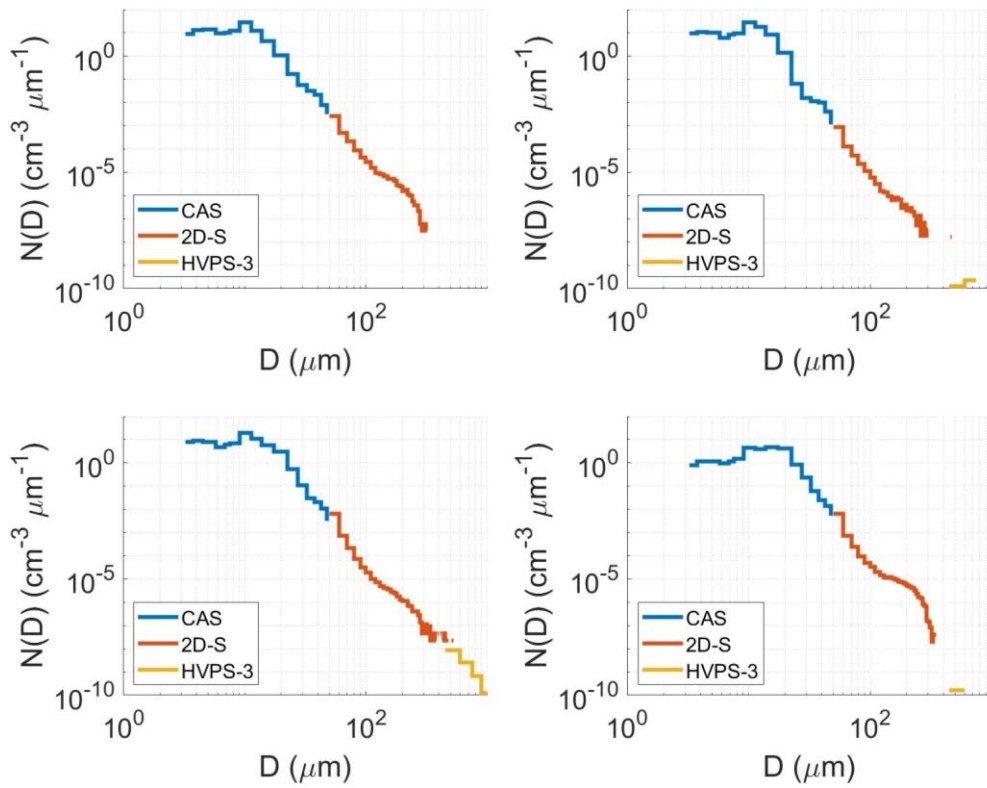 N(D) (cm⁻³ μm⁻¹)
10⁰
10⁻⁵
10⁻¹⁰
CAS
2D-S
HVPS-3
10⁰
10²
D (μm)
N(D) (cm⁻³ μm⁻¹)
10⁰
10⁻⁵
10⁻¹⁰
CAS
2D-S
HVPS-3
10⁰
10²
D (μm)
N(D) (cm⁻³ μm⁻¹)
10⁰
10⁻⁵
10⁻¹⁰
CAS
2D-S
HVPS-3
10⁰
10²
D (μm)
N(D) (cm⁻³ μm⁻¹)
10⁰
10⁻⁵
10⁻¹⁰
CAS
2D-S
HVPS-3
10⁰
10²
D (μm)